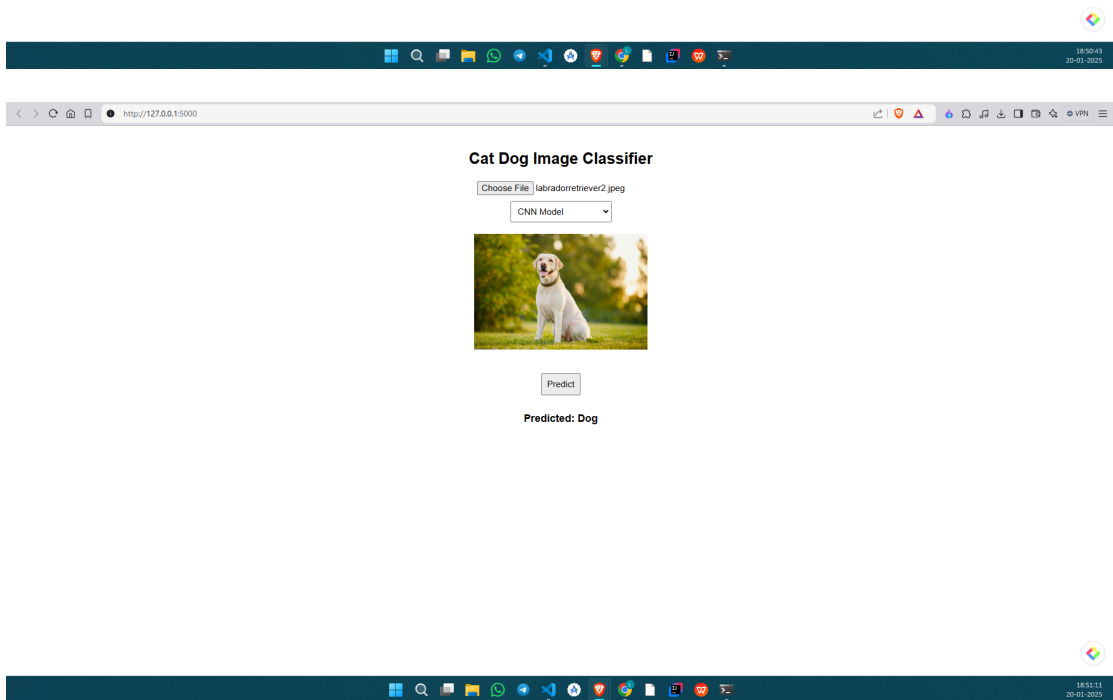 18:50:43
20-01-2025
http://127.0.0.1:5000
VPN
Cat Dog Image Classifier
Choose File labradorretriever2.jpeg
CNN Model
Predict
Predicted: Dog
18:51:11
20-01-2025